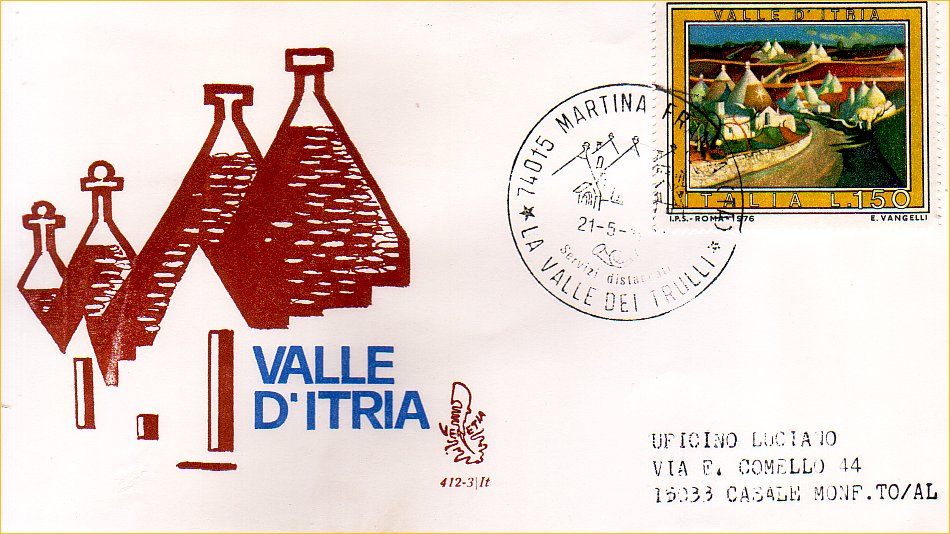 VALLE D'ITRIA
ITALIA L.150
I.P.S.-ROMA-1976 E. VANGELLI
74015 MARTINA
21-5-
Servizi distaccati
★ LA VALLE DEI TRULLI ★
VALLE
D'ITRIA
VENETIA
412-3|It
UFICINO LUCIANO
VIA E. COMELLO 44
15033 CASALE MONF.TO/AL